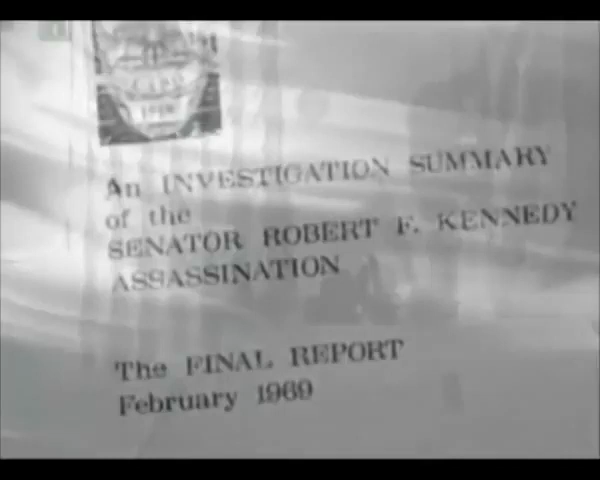 An INVESTIGATION SUMMARY
of the
SENATOR ROBERT F. KENNEDY
ASSASSINATION
The FINAL REPORT
February 1969